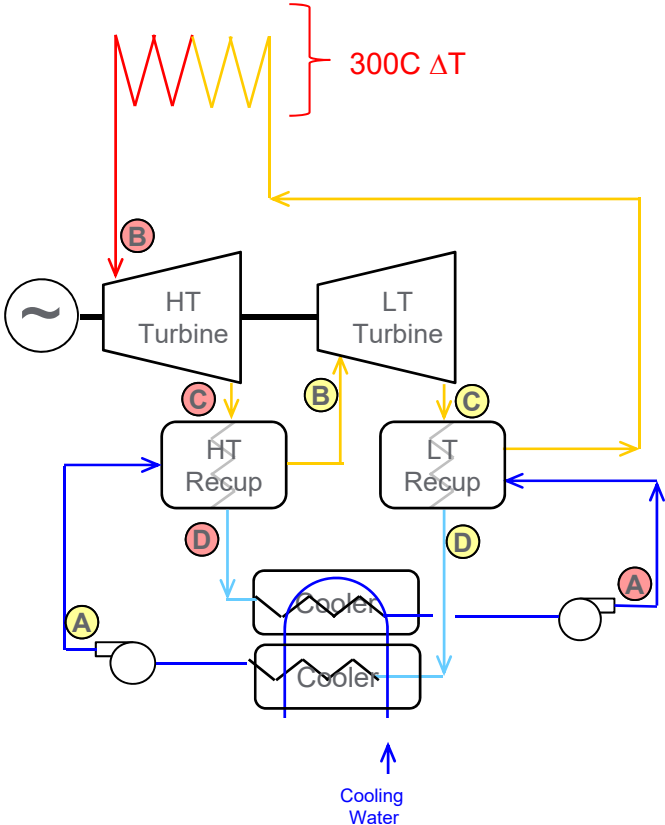 300C ΔT
B
~
HT
Turbine
LT
Turbine
C
B
C
HT
Recup
LT
Recup
D
D
A
Cooler
A
Cooler
Cooling
Water